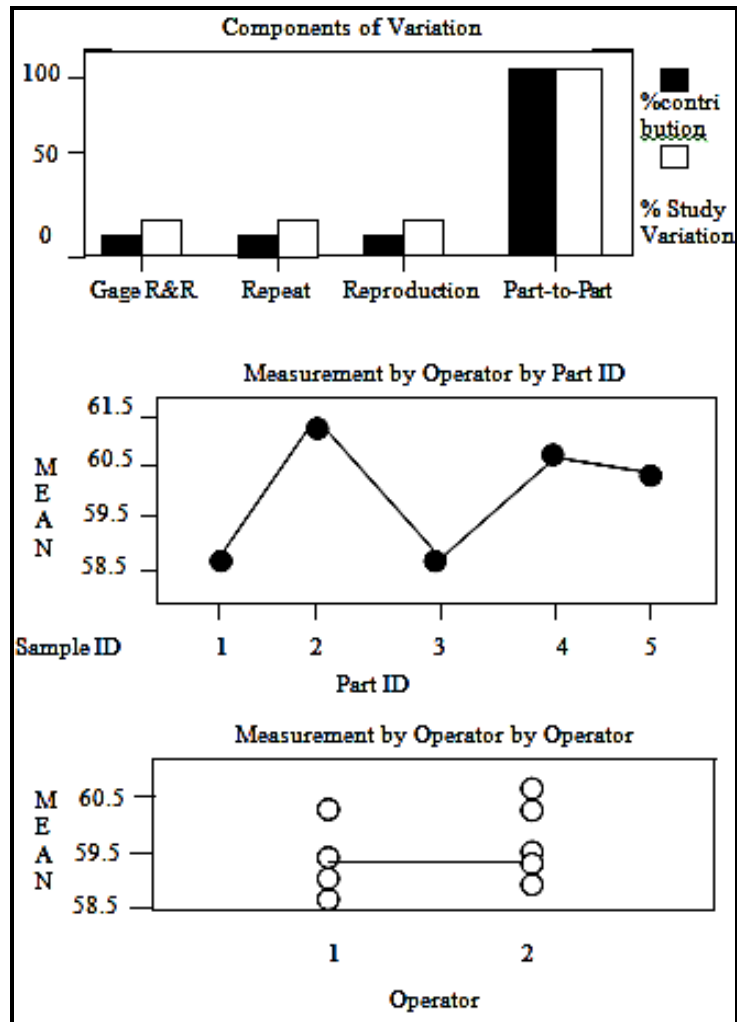 Components of Variation
100
50
0
%contri
bution
% Study
Variation
Gage R&R
Repeat
Reproduction
Part-to-Part
Measurement by Operator by Part ID
61.5
60.5
59.5
58.5
M
E
A
N
Sample ID
1 2 3 4 5
Part ID
Measurement by Operator by Operator
M
E
A
N
60.5
59.5
58.5
1 2
Operator